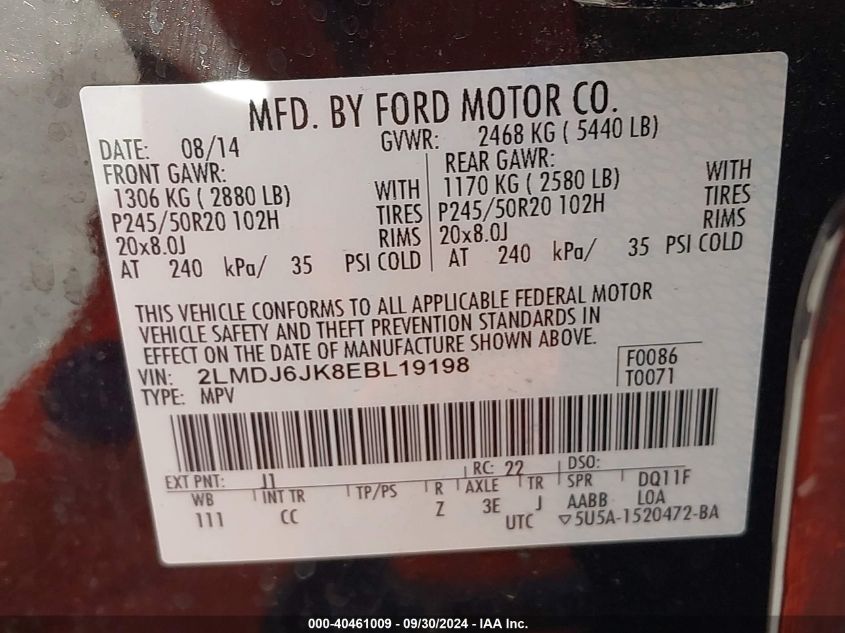 MFD. BY FORD MOTOR CO.
DATE: 08/14 GVWR: 2468 KG ( 5440 LB)
FRONT GAWR: REAR GAWR:
1306 KG ( 2880 LB) WITH 1170 KG ( 2580 LB) WITH
P245/50R20 102H TIRES P245/50R20 102H TIRES
20x8.0J RIMS 20x8.0J RIMS
AT 240 kPa/ 35 PSI COLD AT 240 kPa/ 35 PSI COLD
THIS VEHICLE CONFORMS TO ALL APPLICABLE FEDERAL MOTOR
VEHICLE SAFETY AND THEFT PREVENTION STANDARDS IN
EFFECT ON THE DATE OF MANUFACTURE SHOWN ABOVE.
VIN: 2LMDJ6JK8EBL19198 F0086
TYPE: MPV T0071
EXT PNT: J1 RC: 22 DSO:
WB INT TR TP/PS R AXLE TR SPR DQ11F
111 CC Z 3E J AABB LOA
UTC ▽5U5A-1520472-BA
000-40461009 - 09/30/2024 - IAA Inc.